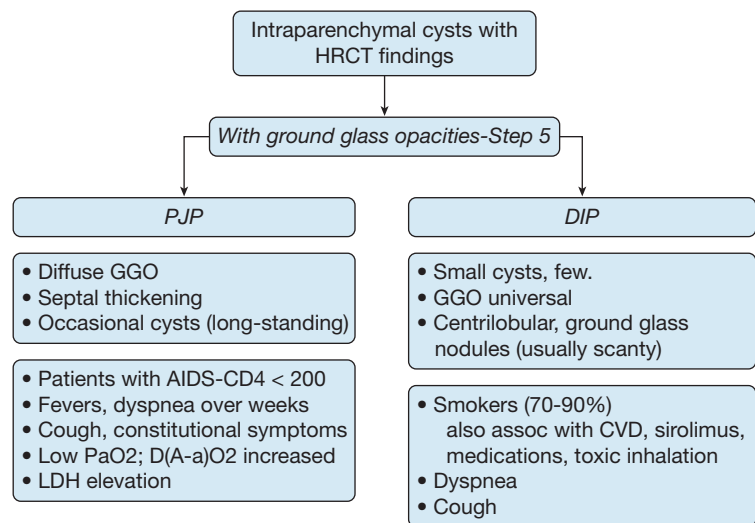 Intraparenchymal cysts with
HRCT findings
With ground glass opacities-Step 5
PJP
• Diffuse GGO
• Septal thickening
• Occasional cysts (long-standing)
• Patients with AIDS-CD4 < 200
• Fevers, dyspnea over weeks
• Cough, constitutional symptoms
• Low PaO2; D(A-a)O2 increased
• LDH elevation
DIP
• Small cysts, few.
• GGO universal
• Centrilobular, ground glass
nodules (usually scanty)
• Smokers (70-90%)
also assoc with CVD, sirolimus,
medications, toxic inhalation
• Dyspnea
• Cough